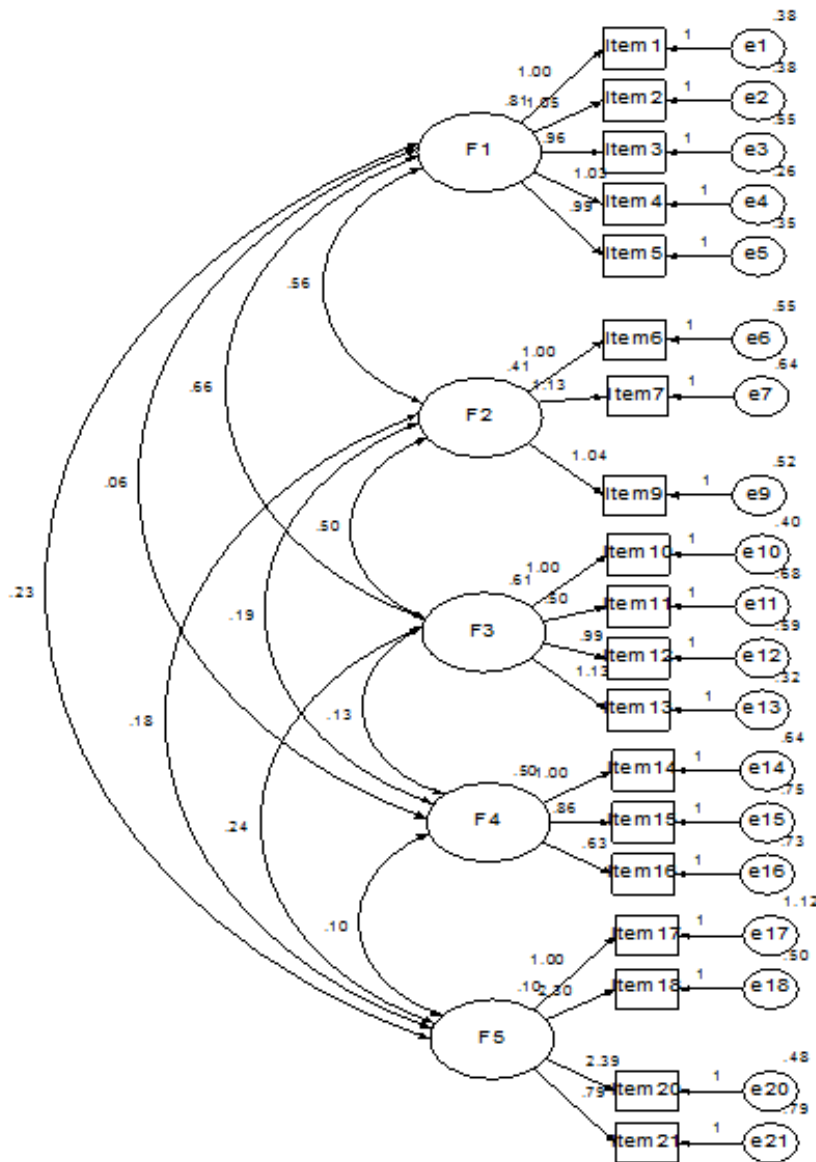 .38
Item 1 1 e1
1.00
.38
.81 1.05 Item 2 1 e2
.55
F1 .96 Item 3 1 e3
.26
1.03 Item 4 1 e4
.99 .35
Item 5 1 e5
.56
.55
Item6 1 e6
1.00
.41 .64
.66 1.13 Item7 1 e7
F2
1.04 .52
.06 Item9 1 e9
.50 .40
Item 10 1 e10
1.00
.61 .68
.23 .50 Item 11 1 e11
.19 .59
F3 .99 Item 12 1 e12
1.13 .32
Item 13 1 e13
.18 .13
.64
Item14 1 e14
.50 1.00 .75
.24 F4 .86 Item15 1 e15
.63 .73
Item16 1 e16
1.12
.10 Item17 1 e17
1.00 .50
.10 2.30 Item 18 1 e18
F5
2.39 .48
.79 Item 20 1 e20
.79
Item 21 1 e21